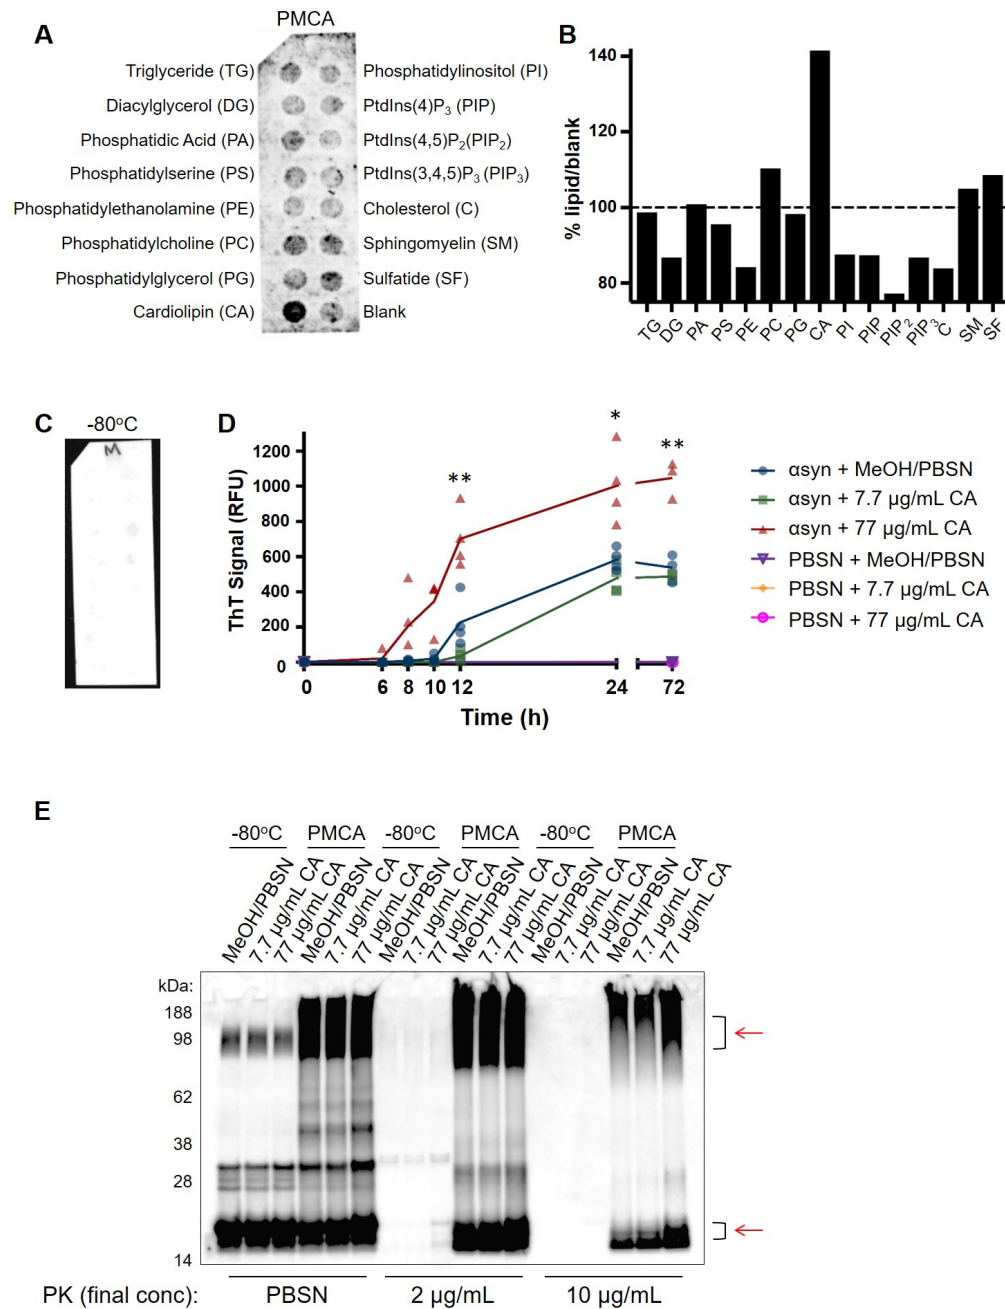 A
PMCA
Triglyceride (TG)
Diacylglycerol (DG)
Phosphatidic Acid (PA)
Phosphatidylserine (PS)
Phosphatidylethanolamine (PE)
Phosphatidylcholine (PC)
Phosphatidylglycerol (PG)
Cardiolipin (CA)
Phosphatidylinositol (PI)
PtdIns(4)P3 (PIP)
PtdIns(4,5)P2(PIP2)
PtdIns(3,4,5)P3 (PIP3)
Cholesterol (C)
Sphingomyelin (SM)
Sulfatide (SF)
Blank
B
% lipid/blank
140
120
100
80
TG DG PA PS PE PC PG CA PI PIP PIP2 PIP3 C SM SF
C
-80oC
M
D
ThT Signal (RFU)
1200
1000
800
600
400
200
0
** * **
0 6 8 10 12 24 72
Time (h)
αsyn + MeOH/PBSN
αsyn + 7.7 µg/mL CA
αsyn + 77 µg/mL CA
PBSN + MeOH/PBSN
PBSN + 7.7 µg/mL CA
PBSN + 77 µg/mL CA
E
-80oC PMCA -80oC PMCA -80oC PMCA
MeOH/PBSN 7.7 µg/mL CA 77 µg/mL CA MeOH/PBSN 7.7 µg/mL CA 77 µg/mL CA MeOH/PBSN 7.7 µg/mL CA 77 µg/mL CA MeOH/PBSN 7.7 µg/mL CA 77 µg/mL CA MeOH/PBSN 7.7 µg/mL CA 77 µg/mL CA MeOH/PBSN 7.7 µg/mL CA 77 µg/mL CA
kDa:
188
98
62
38
28
14
PK (final conc): PBSN 2 µg/mL 10 µg/mL